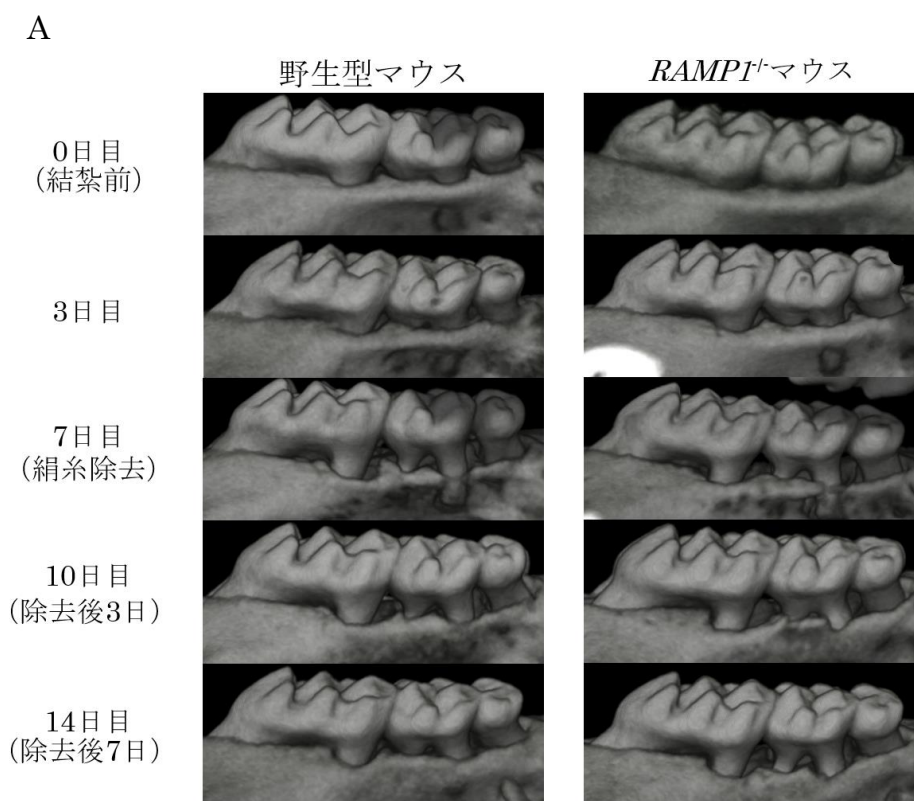 A
野生型マウス
RAMP1-/-マウス
0日目
（結紮前）
3日目
7日目
（絹糸除去）
10日目
(除去後3日)
14日目
(除去後7日)